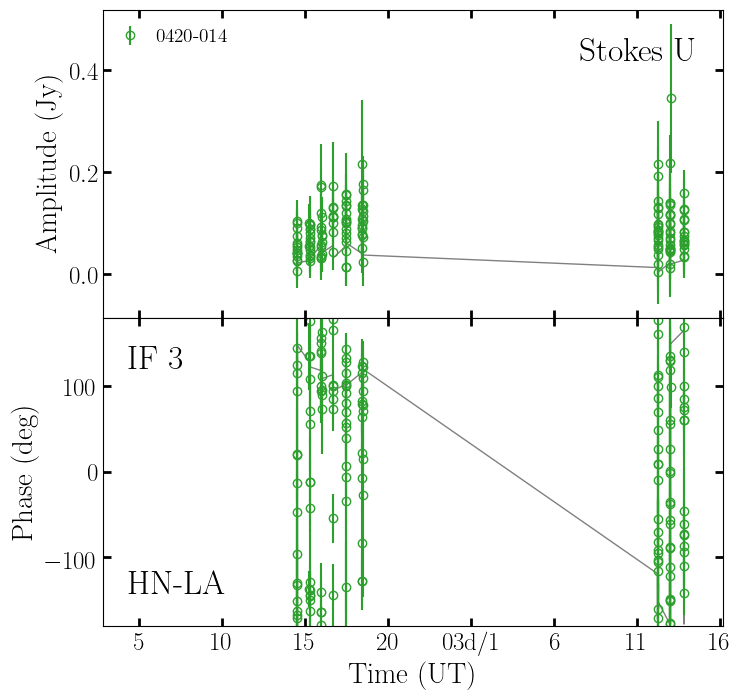 0420-014
Stokes U
0.4
0.2
0.0
Amplitude (Jy)
IF 3
100
0
−100
Phase (deg)
HN-LA
5 10 15 20 03d/1 6 11 16
Time (UT)